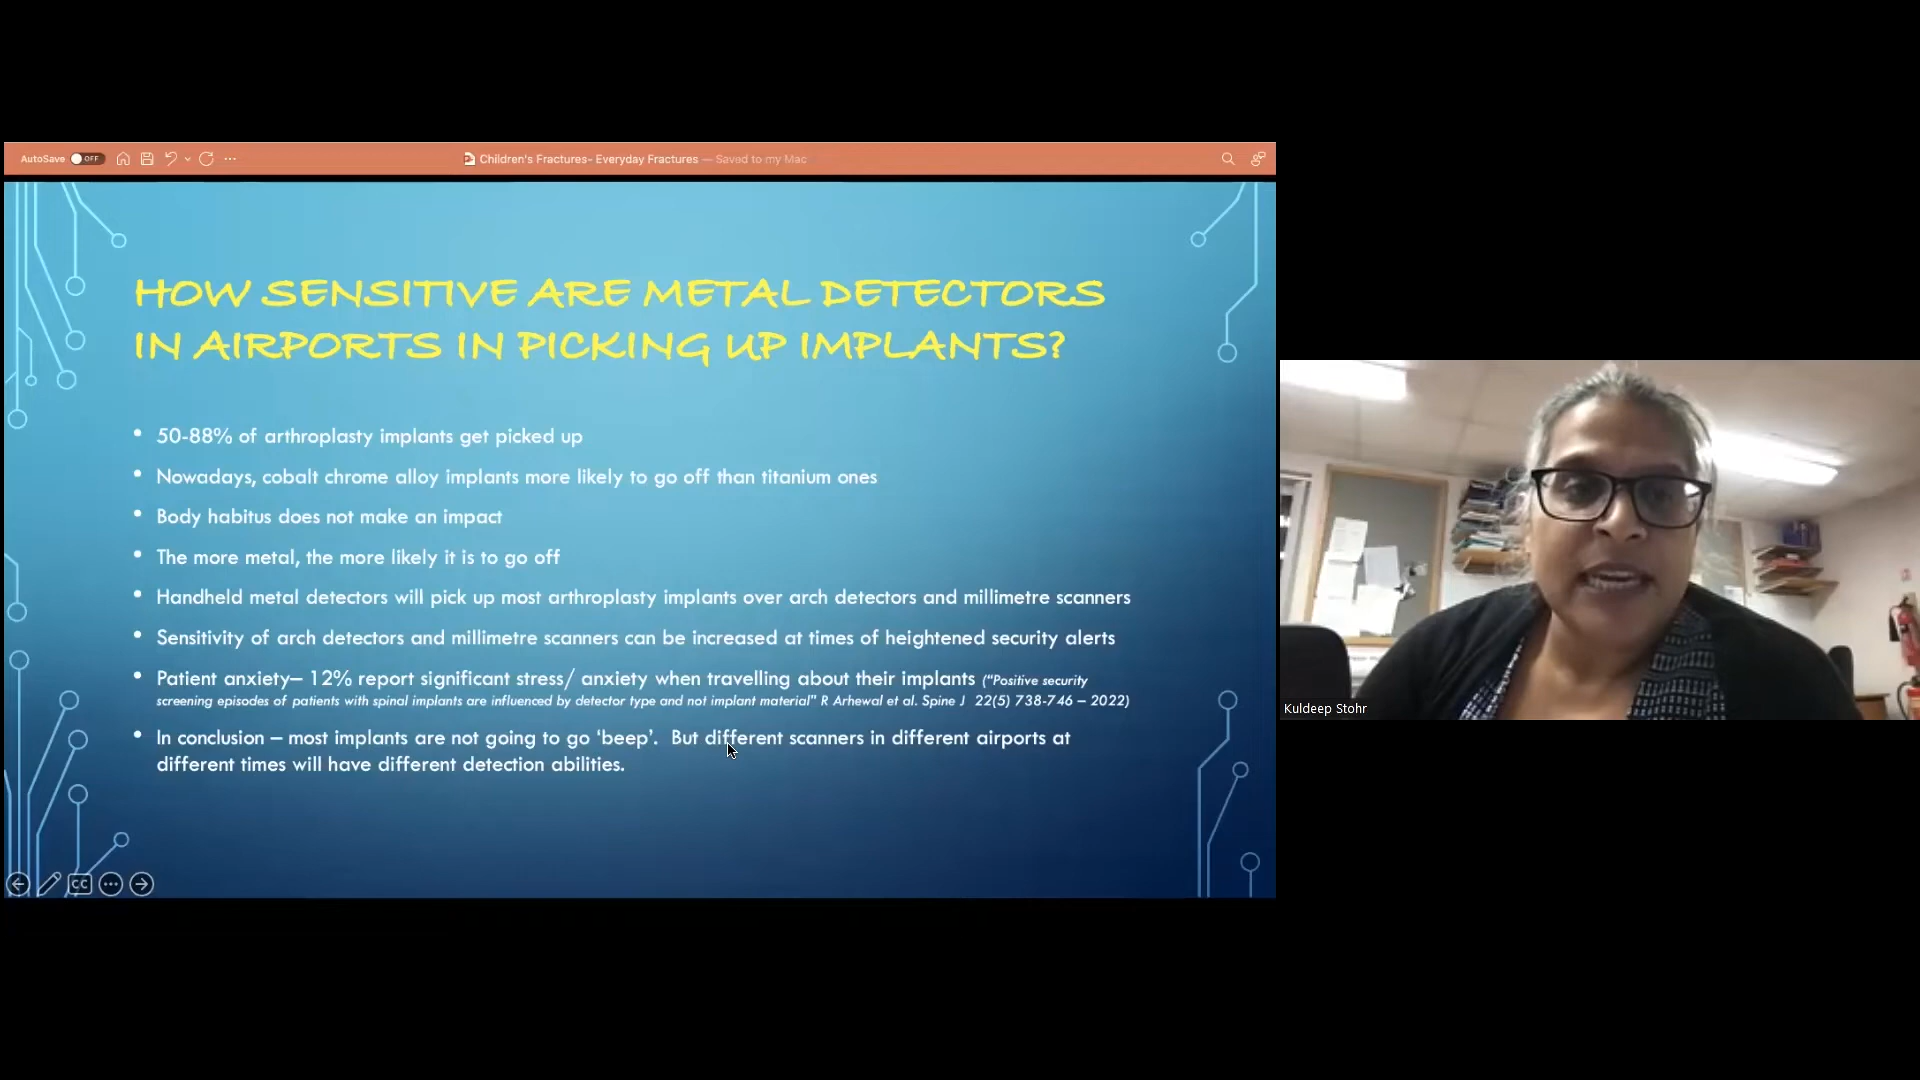 AutoSave OFF
Children's Fractures- Everyday Fractures — Saved to my Mac
HOW SENSITIVE ARE METAL DETECTORS
IN AIRPORTS IN PICKING UP IMPLANTS?
• 50-88% of arthroplasty implants get picked up
• Nowadays, cobalt chrome alloy implants more likely to go off than titanium ones
• Body habitus does not make an impact
• The more metal, the more likely it is to go off
• Handheld metal detectors will pick up most arthroplasty implants over arch detectors and millimetre scanners
• Sensitivity of arch detectors and millimetre scanners can be increased at times of heightened security alerts
• Patient anxiety– 12% report significant stress/ anxiety when travelling about their implants ("Positive security
screening episodes of patients with spinal implants are influenced by detector type and not implant material" R Arhewal et al. Spine J 22(5) 738-746 – 2022)
• In conclusion – most implants are not going to go ‘beep’. But different scanners in different airports at
different times will have different detection abilities.
CC
Kuldeep Stohr